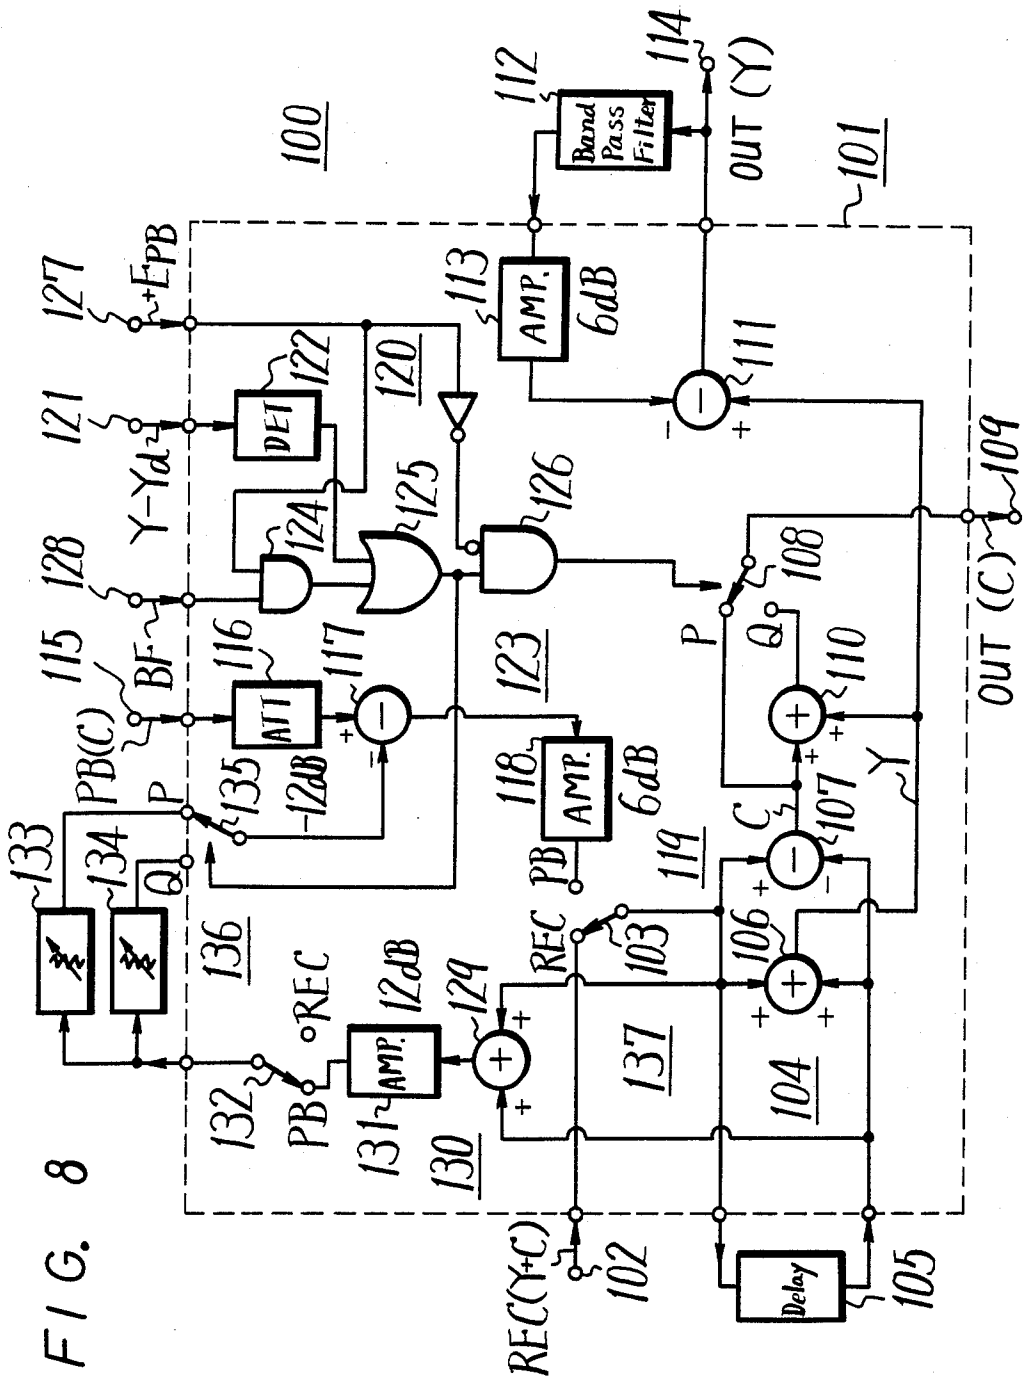 FIG. 8
100
101
133
134
PB(C)
115
BF
128
Y-Yd
121
127
+EPB
P
Q
135
136
ATT
116
-12dB
+
-
117
-
DET
122
120
124
125
126
123
132
PB
REC
131
AMP.
12dB
130
129
+
+
+
137
REC(Y+C)
102
REC
PB
103
119
118
AMP.
6dB
113
AMP.
6dB
112
Band
Pass
Filter
114
OUT (Y)
-
+
-
111
P
Q
108
C
107
+
-
-
110
+
+
+
106
+
+
+
104
Y
Delay
105
OUT (C)
109